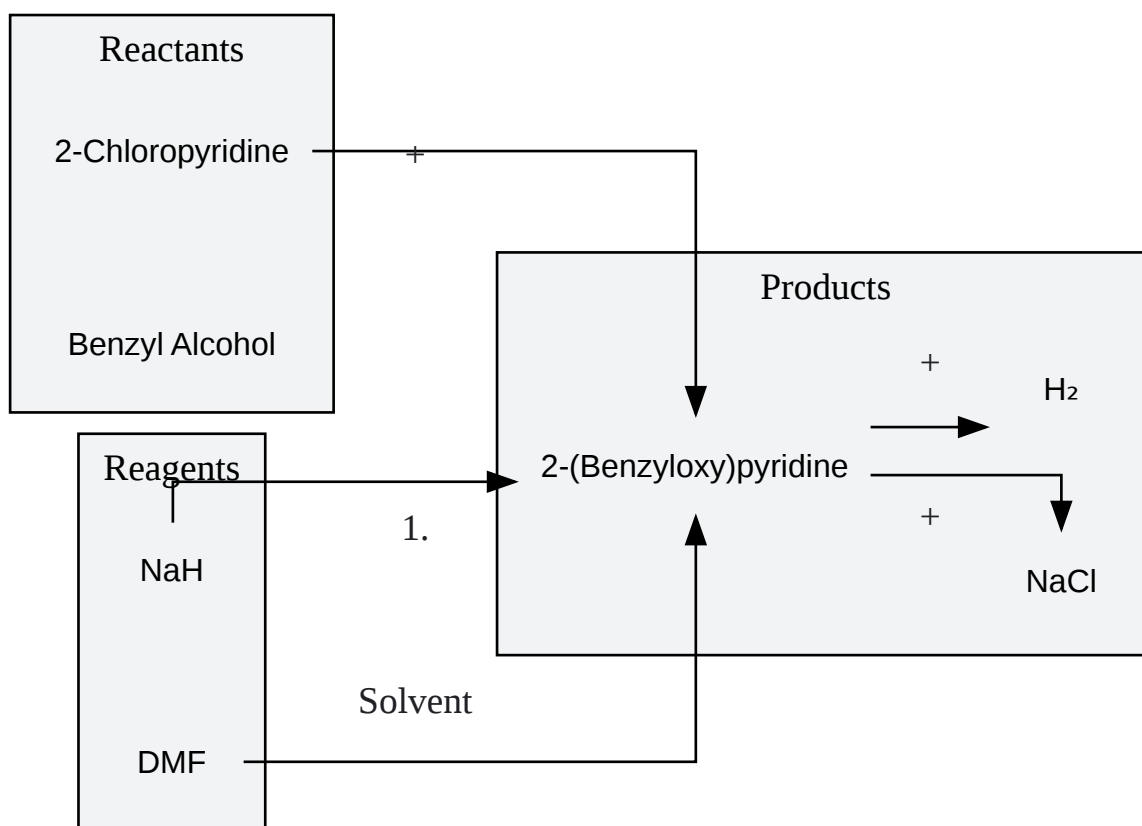 Reactants
2-Chloropyridine
+
Benzyl Alcohol
Products
+
H₂
2-(Benzyloxy)pyridine
+
NaCl
Reagents
1.
NaH
Solvent
DMF